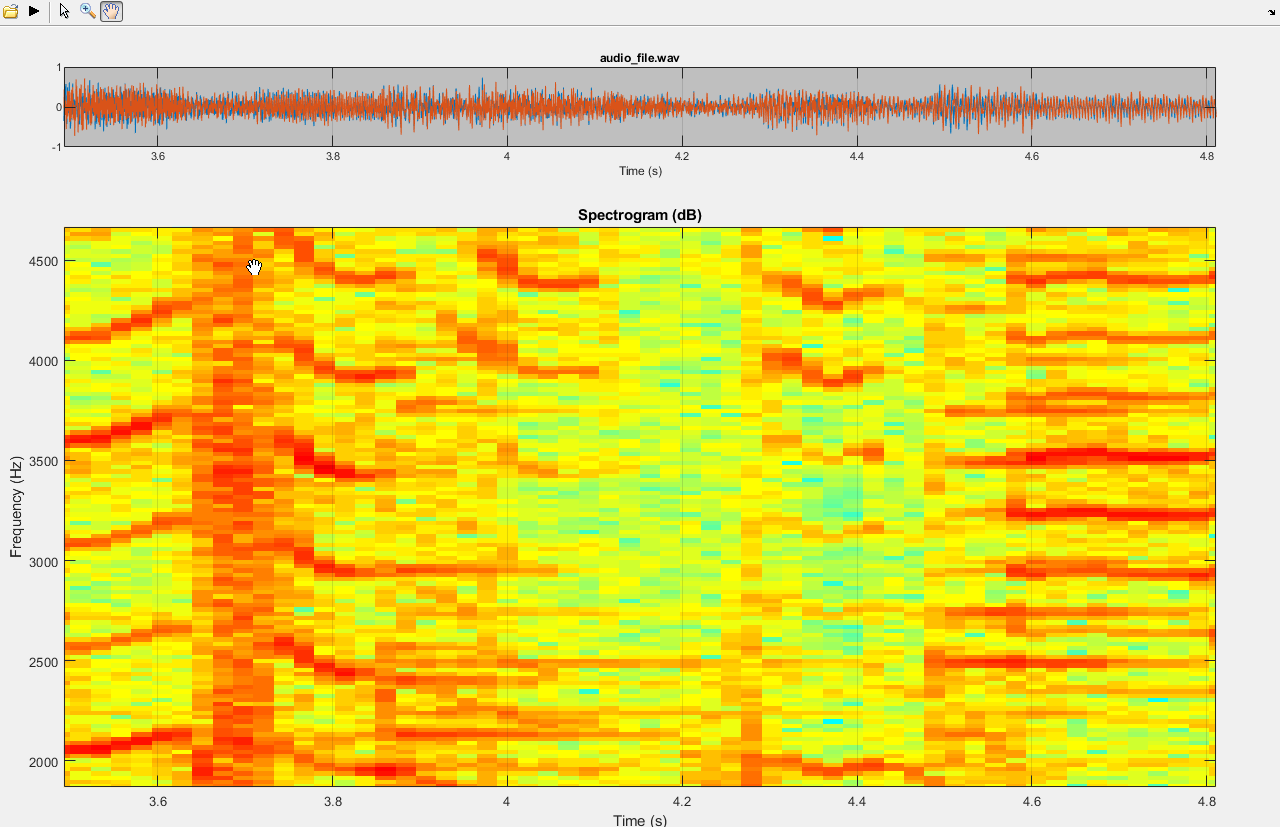 audio_file.wav
1
0
-1
3.6 3.8 4 4.2 4.4 4.6 4.8
Time (s)
Spectrogram (dB)
Frequency (Hz)
4500
4000
3500
3000
2500
2000
3.6 3.8 4 4.2 4.4 4.6 4.8
Time (s)